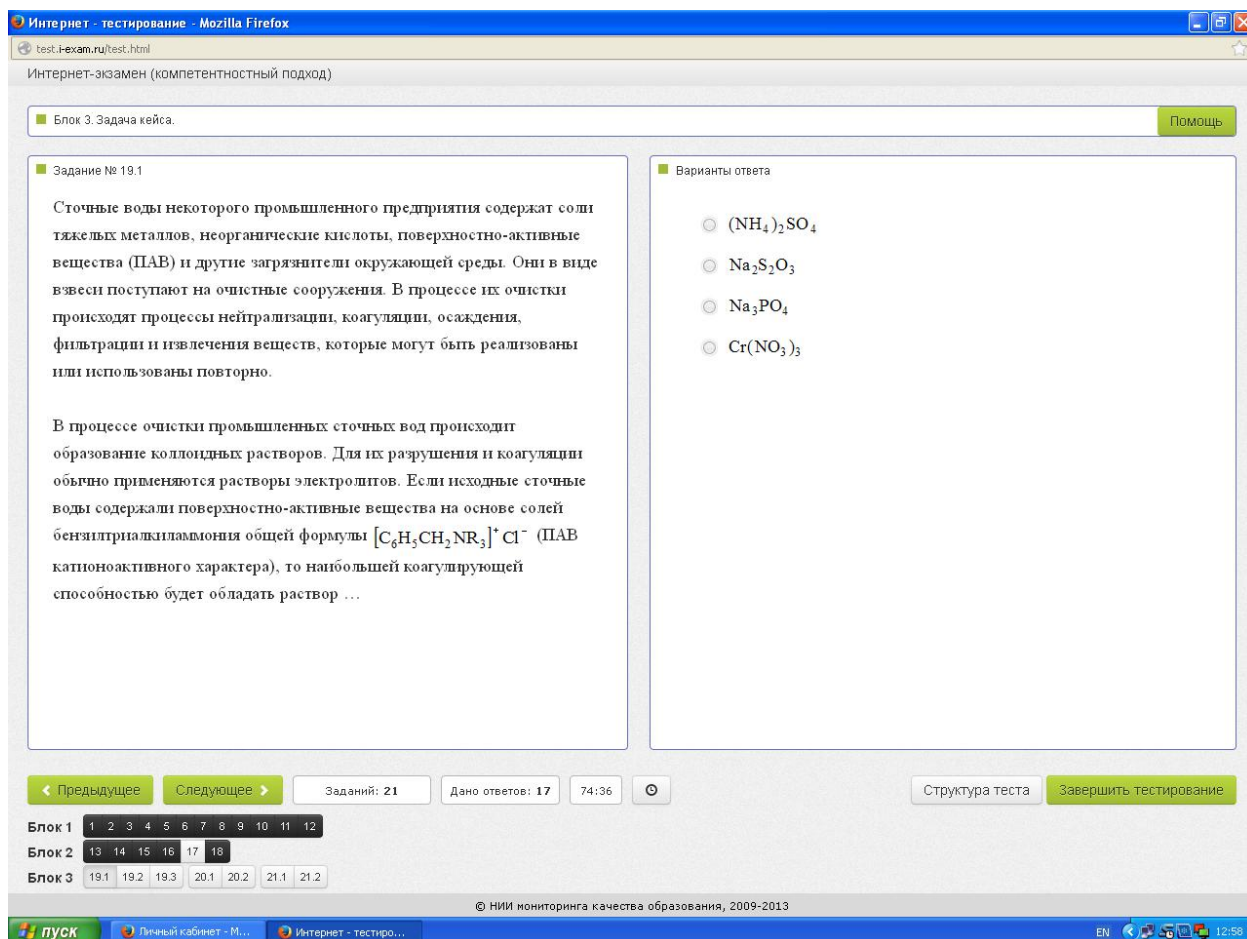 Интернет - тестирование - Mozilla Firefox
test.i-exam.ru/test.html
Интернет-экзамен (компетентностный подход)
Блок 3. Задача кейса.
Помощь
Задание № 19.1
Сточные воды некоторого промышленного предприятия содержат соли
тяжелых металлов, неорганические кислоты, поверхностно-активные
вещества (ПАВ) и другие загрязнители окружающей среды. Они в виде
взвеси поступают на очистные сооружения. В процессе их очистки
происходят процессы нейтрализации, коагуляции, осаждения,
фильтрации и извлечения веществ, которые могут быть реализованы
или использованы повторно.
В процессе очистки промышленных сточных вод происходит
образование коллоидных растворов. Для их разрушения и коагуляции
обычно применяются растворы электролитов. Если исходные сточные
воды содержали поверхностно-активные вещества на основе солей
бензилтриалкиламмония общей формулы [C₆H₅CH₂NR₃]⁺Cl⁻ (ПАВ
катионоактивного характера), то наибольшей коагулирующей
способностью будет обладать раствор …
Варианты ответа
(NH₄)₂SO₄
Na₂S₂O₃
Na₃PO₄
Cr(NO₃)₃
Предыдущее
Следующее
Заданий: 21
Дано ответов: 17
74:36
Структура теста
Завершить тестирование
Блок 1 1 2 3 4 5 6 7 8 9 10 11 12
Блок 2 13 14 15 16 17 18
Блок 3 19.1 19.2 19.3 20.1 20.2 21.1 21.2
© НИИ мониторинга качества образования, 2009-2013
пуск
Личный кабинет - M...
Интернет - тестиро...
EN
12:58